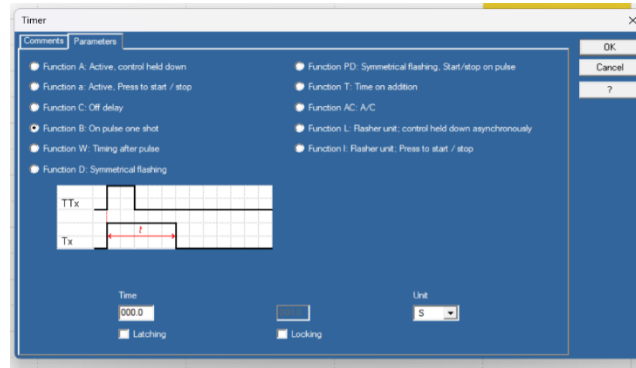 Timer
Comments Parameters
OK
Cancel
?
Function A: Active, control held down
Function a: Active, Press to start / stop
Function C: Off delay
Function B: On pulse one shot
Function W: Timing after pulse
Function D: Symmetrical flashing
Function PD: Symmetrical flashing, Start/stop on pulse
Function T: Time on addition
Function AC: A/C
Function L: Flasher unit; control held down asynchronously
Function I: Flasher unit; Press to start / stop
TTx
t
Tx
Time
Unit
000.0
S
Latching
Locking